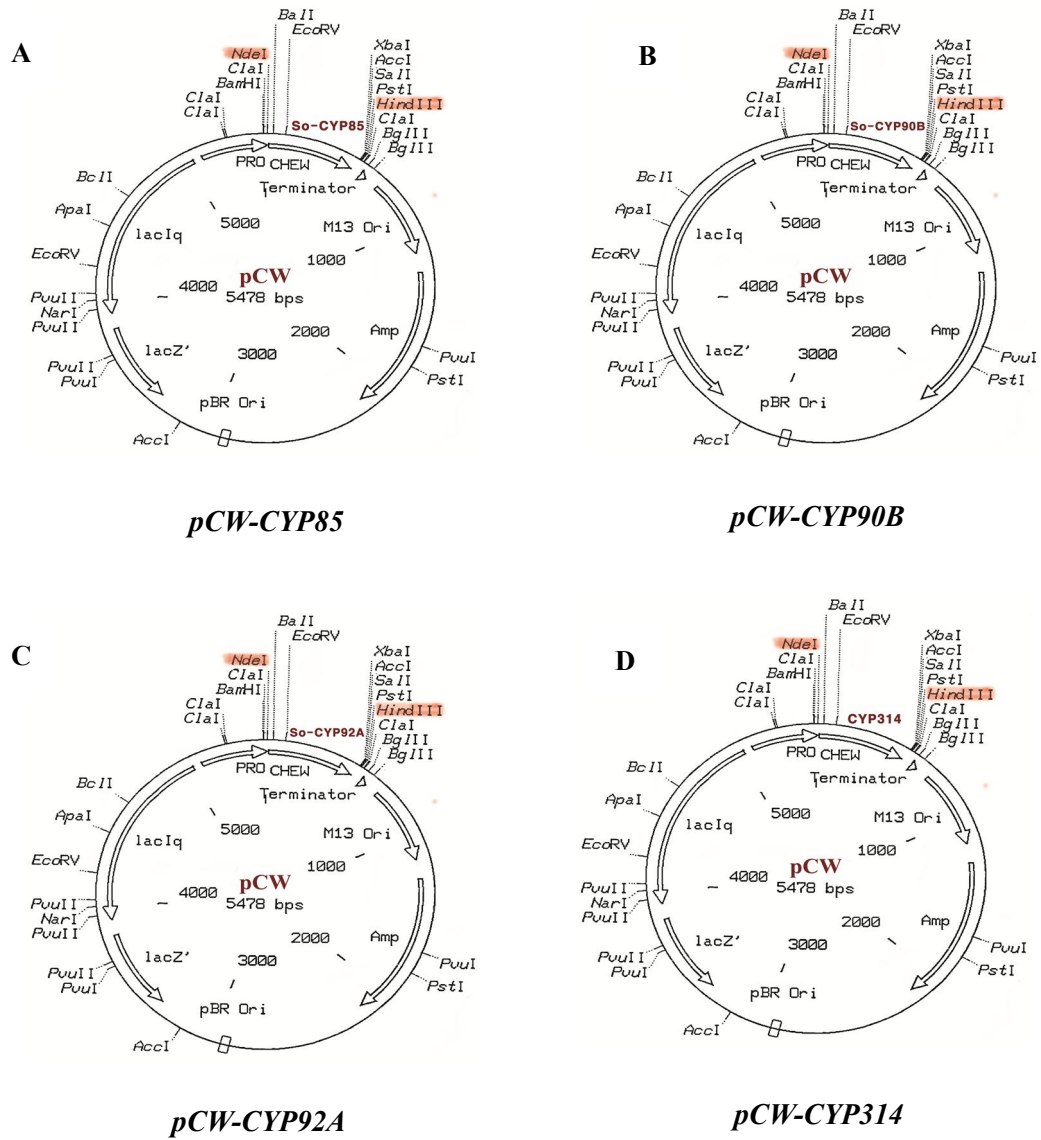 A
BalI
EcoRV
NdeI
ClaI
BamHI
ClaI
ClaI
XbaI
AccI
SalI
PstI
HindIII
ClaI
BglII
BglII
So-CYP85
PRO CHEW
Terminator
BclI
ApaI
EcoRV
PvuII
NarI
PvuII
PvuII
PvuI
AccI
lacIq
5000
M13 Ori
1000
pCW
4000
5478 bps
2000
Amp
lacZ'
3000
pBR Ori
PvuI
PstI
pCW-CYP85
B
BalI
EcoRV
NdeI
ClaI
BamHI
ClaI
ClaI
XbaI
AccI
SalI
PstI
HindIII
ClaI
BglII
BglII
So-CYP90B
PRO CHEW
Terminator
BclI
ApaI
EcoRV
PvuII
NarI
PvuII
PvuII
PvuI
AccI
lacIq
5000
M13 Ori
1000
pCW
4000
5478 bps
2000
Amp
lacZ'
3000
pBR Ori
PvuI
PstI
pCW-CYP90B
C
BalI
EcoRV
NdeI
ClaI
BamHI
ClaI
ClaI
XbaI
AccI
SalI
PstI
HindIII
ClaI
BglII
BglII
So-CYP92A
PRO CHEW
Terminator
BclI
ApaI
EcoRV
PvuII
NarI
PvuII
PvuII
PvuI
AccI
lacIq
5000
M13 Ori
1000
pCW
4000
5478 bps
2000
Amp
lacZ'
3000
pBR Ori
PvuI
PstI
pCW-CYP92A
D
BalI
EcoRV
NdeI
ClaI
BamHI
ClaI
ClaI
XbaI
AccI
SalI
PstI
HindIII
ClaI
BglII
BglII
CYP314
PRO CHEW
Terminator
BclI
ApaI
EcoRV
PvuII
NarI
PvuII
PvuII
PvuI
AccI
lacIq
5000
M13 Ori
1000
pCW
4000
5478 bps
2000
Amp
lacZ'
3000
pBR Ori
PvuI
PstI
pCW-CYP314